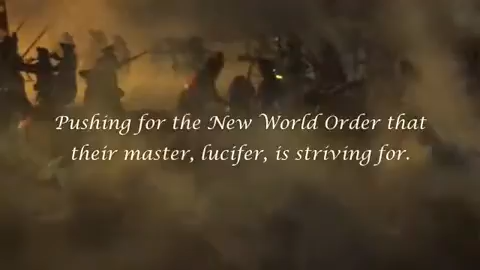 Pushing for the New World Order that
their master, lucifer, is striving for.